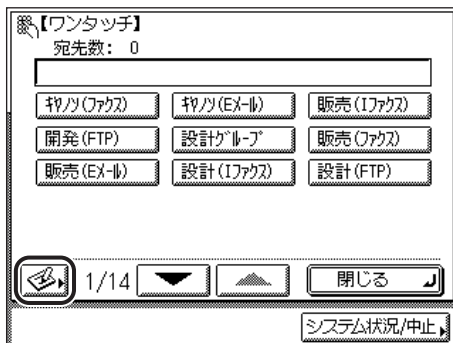 【ワンタッチ】
宛先数: 0
キヤノン(ファクス) キヤノン(Eメール) 販売(Iファクス)
開発(FTP) 設計グループ 販売(ファクス)
販売(Eメール) 設計(Iファクス) 設計(FTP)
1/14 閉じる
システム状況/中止